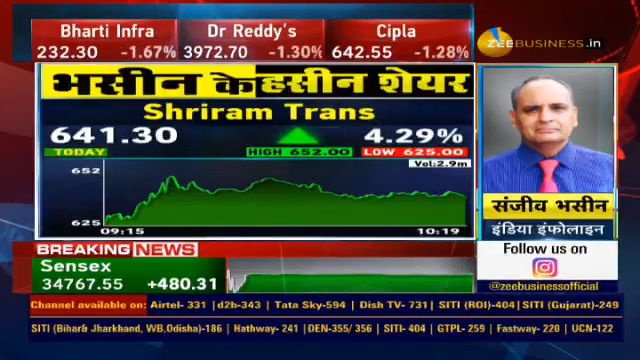 Bharti Infra
232.30 -1.67%
Dr Reddy's
3972.70 -1.30%
Cipla
642.55 -1.28%
ZEEBUSINESS.in
भसीन के हसीन शेयर
Shriram Trans
641.30 4.29%
TODAY HIGH 652.00 LOW 625.00
Vol:2.9m
652
625
09:15 10:19
संजीव भसीन
इंडिया इंफोलाइन
BREAKING NEWS
Sensex
34767.55 +480.31
Follow us on
@zeebusinessofficial
Channel available on: Airtel- 331 | d2h-343 | Tata Sky-594 | Dish TV- 731 | SITI (ROI)-404 | SITI (Gujarat)-249
SITI (Bihar& Jharkhand, WB,Odisha)-186 | Hathway- 241 | DEN-355/ 356 | SITI- 404 | GTPL- 259 | Fastway- 220 | UCN-122